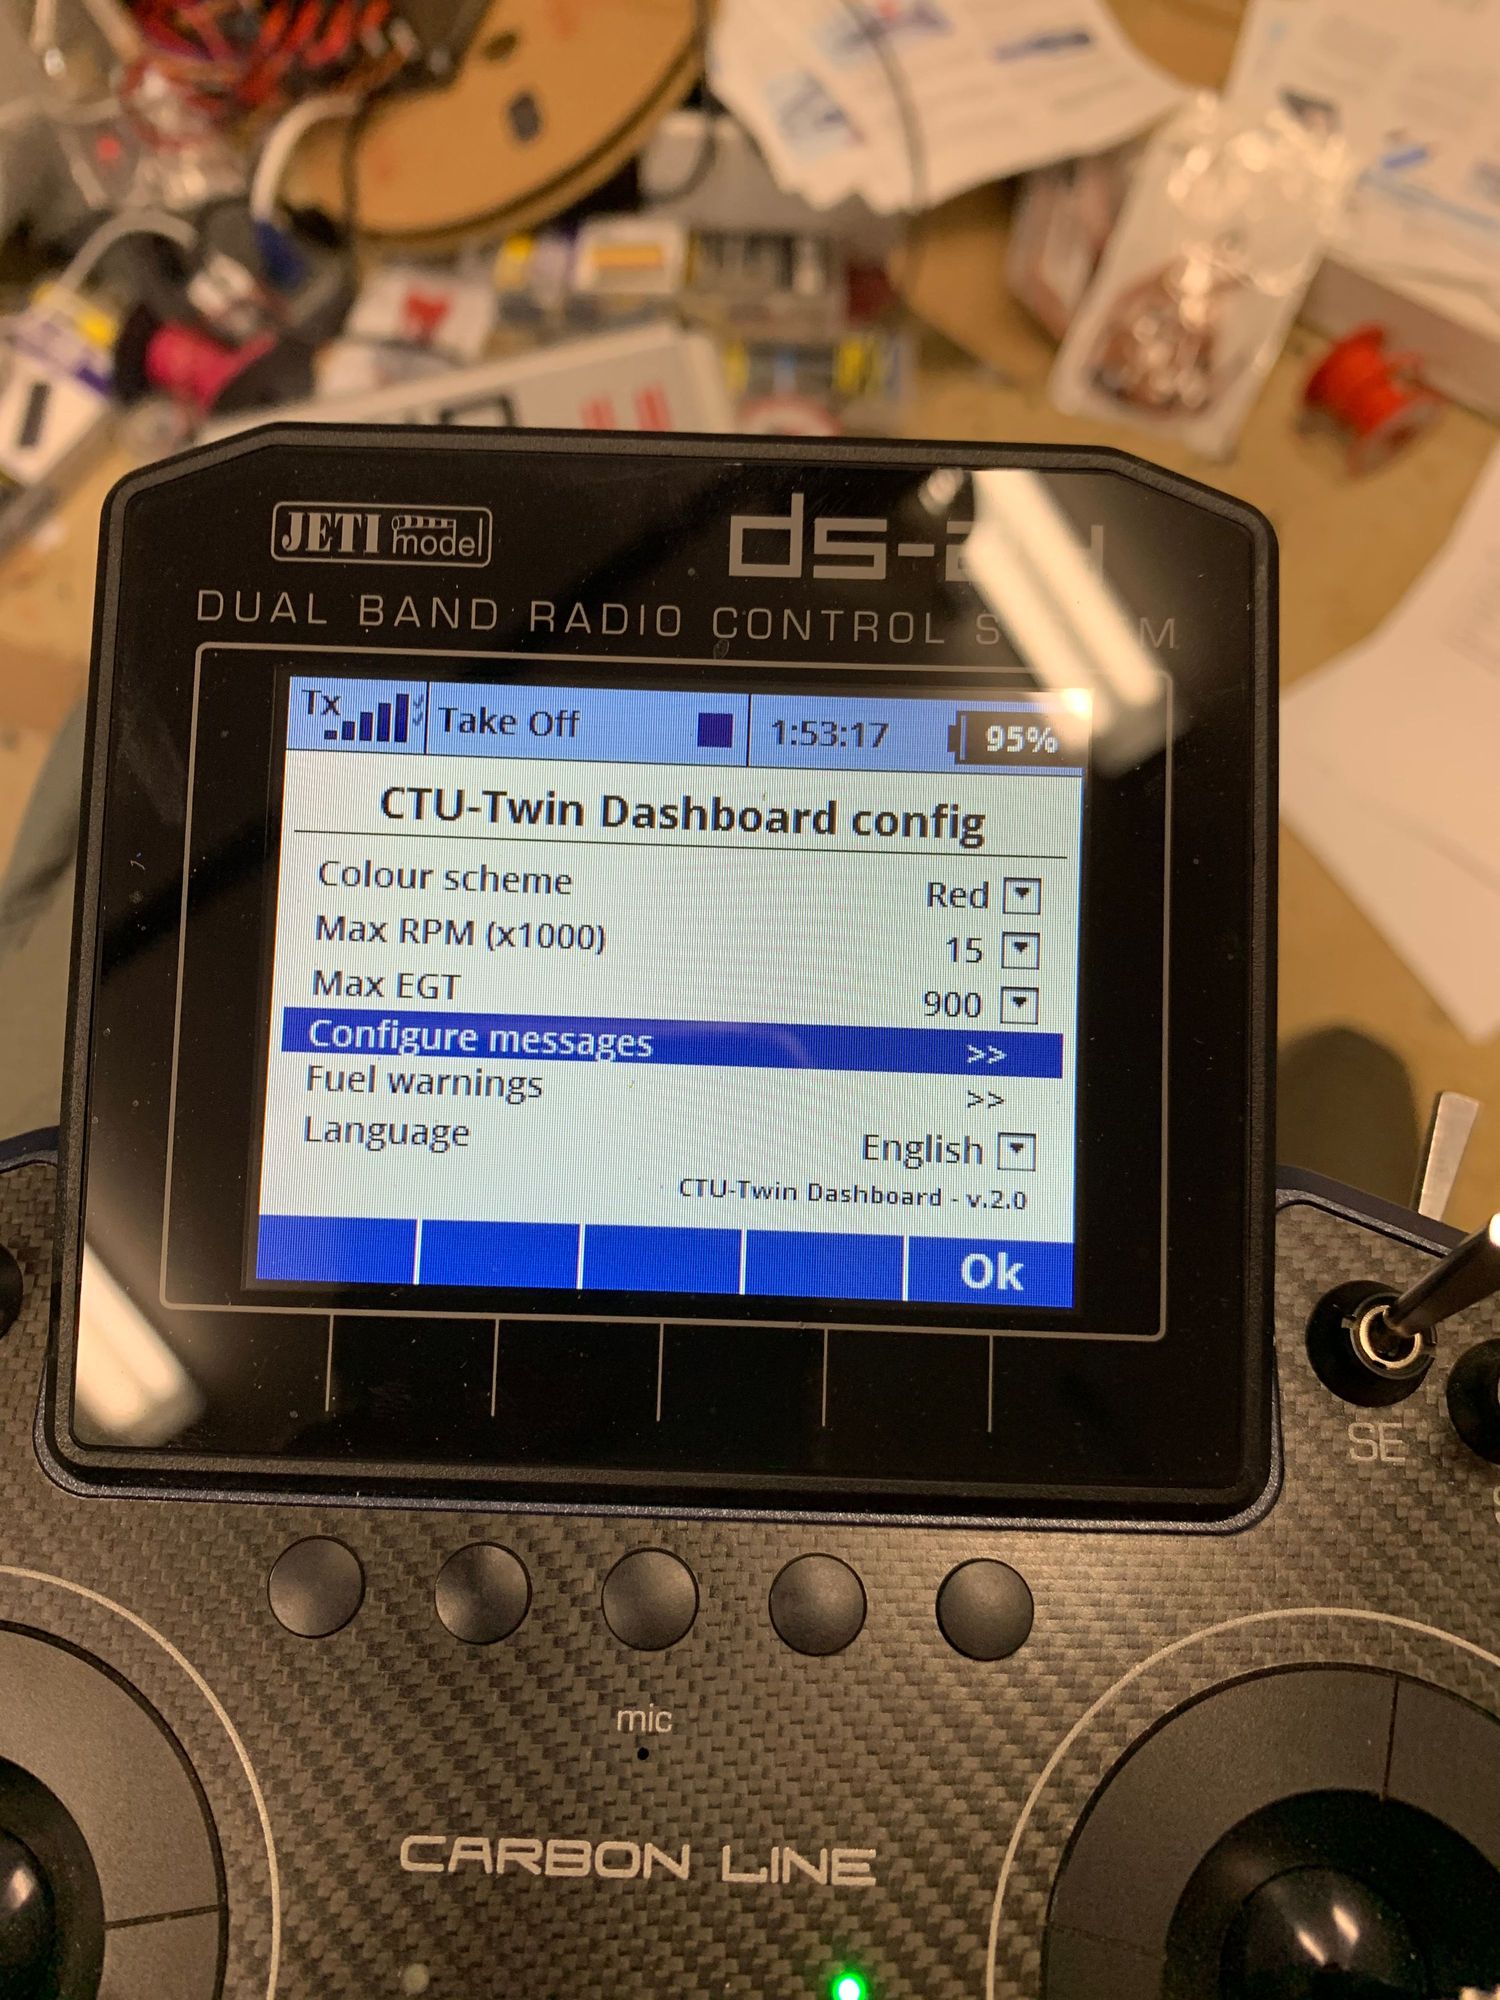 JETI model
ds-24
DUAL BAND RADIO CONTROL SYSTEM
Tx Take Off 1:53:17 95%
CTU-Twin Dashboard config
Colour scheme Red
Max RPM (x1000) 15
Max EGT 900
Configure messages >>
Fuel warnings >>
Language English
CTU-Twin Dashboard - v.2.0
Ok
SE
mic
CARBON LINE